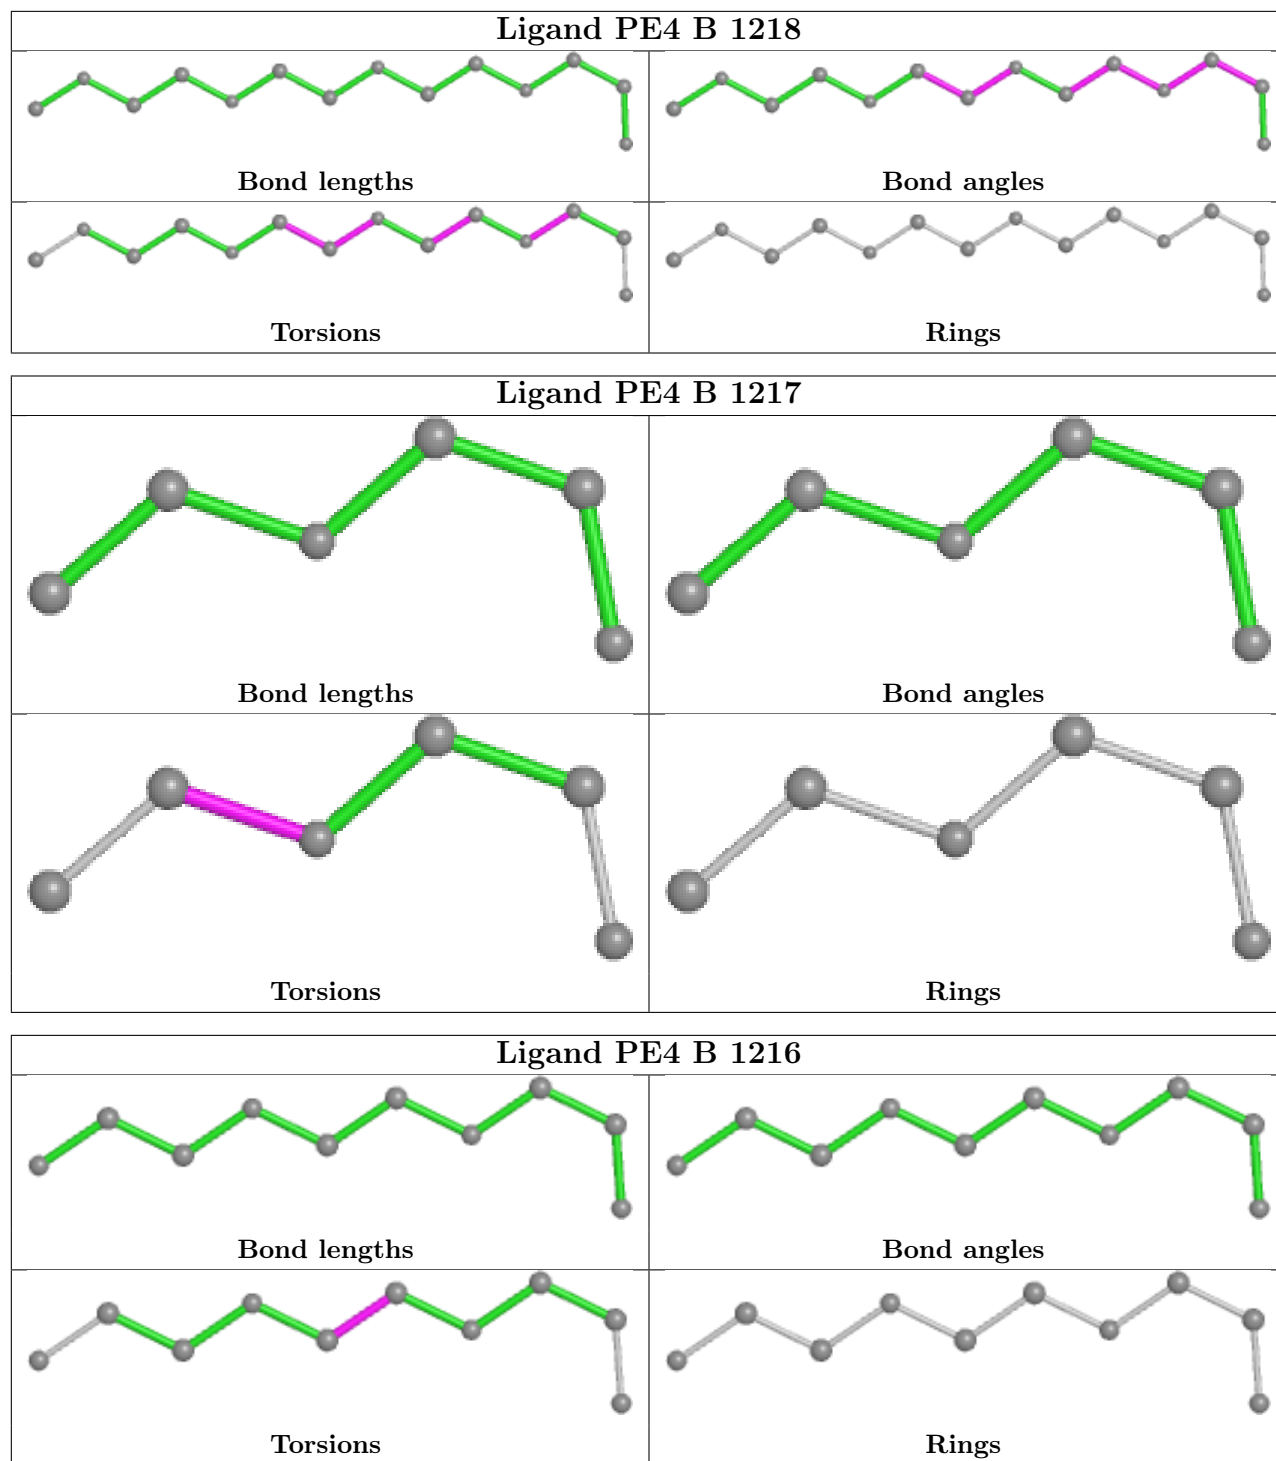 Ligand PE4 B 1218
Bond lengths
Bond angles
Torsions
Rings
Ligand PE4 B 1217
Bond lengths
Bond angles
Torsions
Rings
Ligand PE4 B 1216
Bond lengths
Bond angles
Torsions
Rings